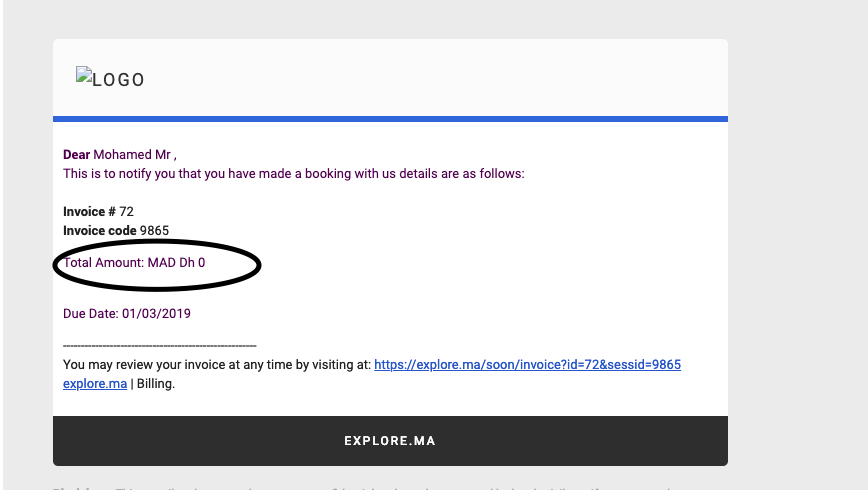 LOGO
Dear Mohamed Mr ,
This is to notify you that you have made a booking with us details are as follows:
Invoice # 72
Invoice code 9865
Total Amount: MAD Dh 0
Due Date: 01/03/2019
------------------------------------------------------
You may review your invoice at any time by visiting at: https://explore.ma/soon/invoice?id=72&sessid=9865
explore.ma | Billing.
EXPLORE.MA